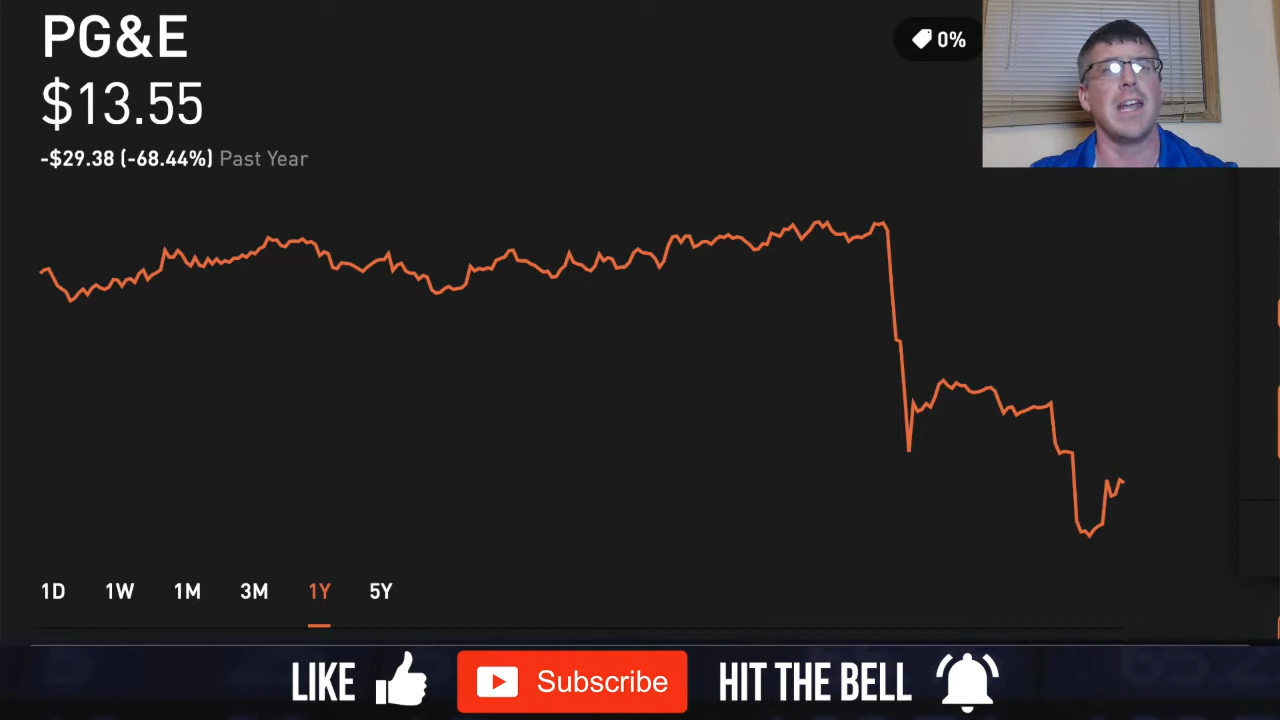 PG&E
0%
$13.55
-$29.38 (-68.44%) Past Year
1D 1W 1M 3M 1Y 5Y
LIKE Subscribe HIT THE BELL